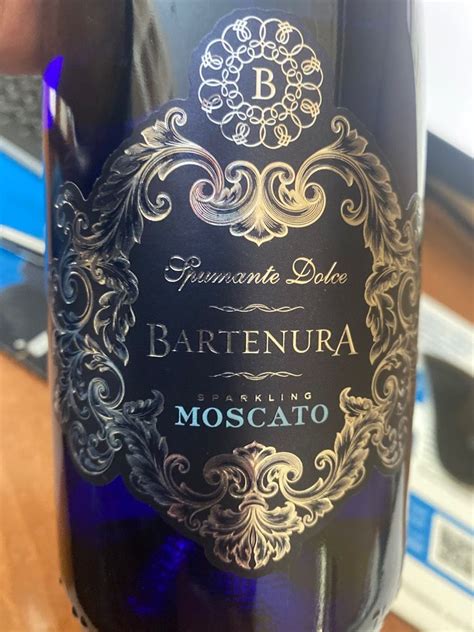 B
Spumante Dolce
BARTENURA
SPARKLING
MOSCATO